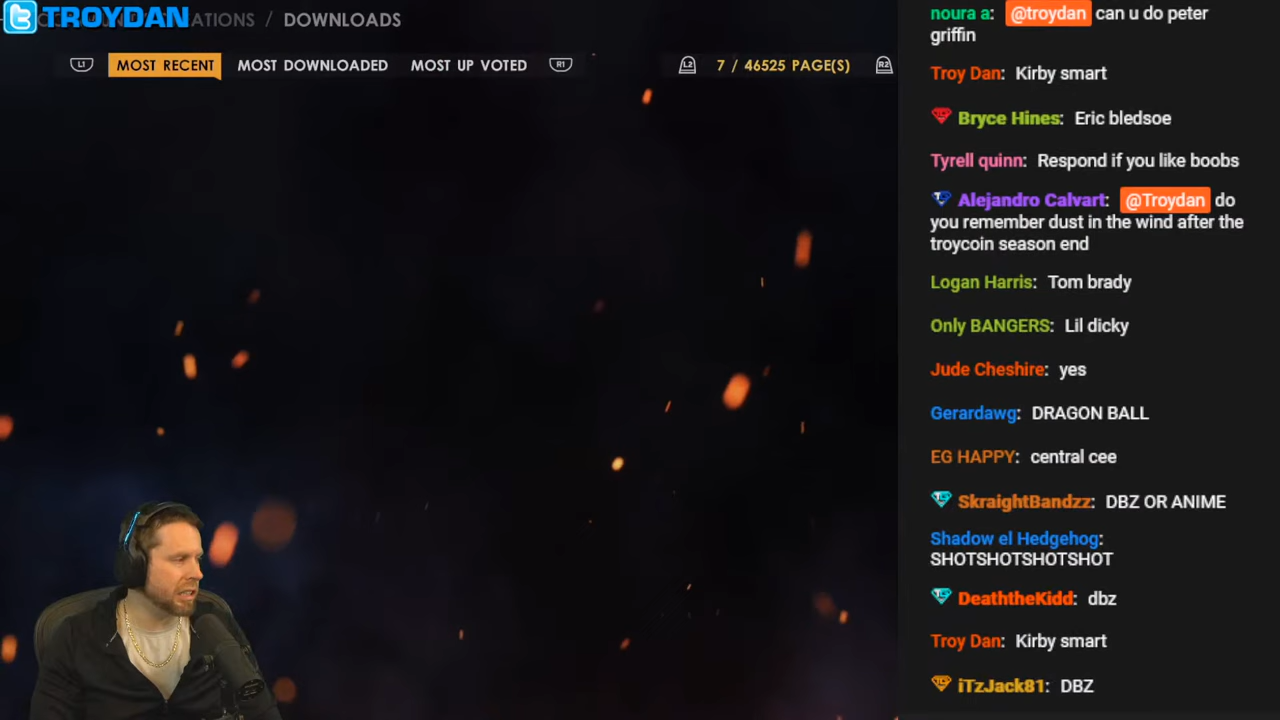 TROYDAN
ATIONS / DOWNLOADS
L1 MOST RECENT MOST DOWNLOADED MOST UP VOTED R1 L2 7 / 46525 PAGE(S) R2
noura a: @troydan can u do peter
griffin
Troy Dan: Kirby smart
Bryce Hines: Eric bledsoe
Tyrell quinn: Respond if you like boobs
Alejandro Calvart: @Troydan do
you remember dust in the wind after the
troycoin season end
Logan Harris: Tom brady
Only BANGERS: Lil dicky
Jude Cheshire: yes
Gerardawg: DRAGON BALL
EG HAPPY: central cee
SkraightBandzz: DBZ OR ANIME
Shadow el Hedgehog:
SHOTSHOTSHOTSHOT
DeaththeKidd: dbz
Troy Dan: Kirby smart
iTzJack81: DBZ